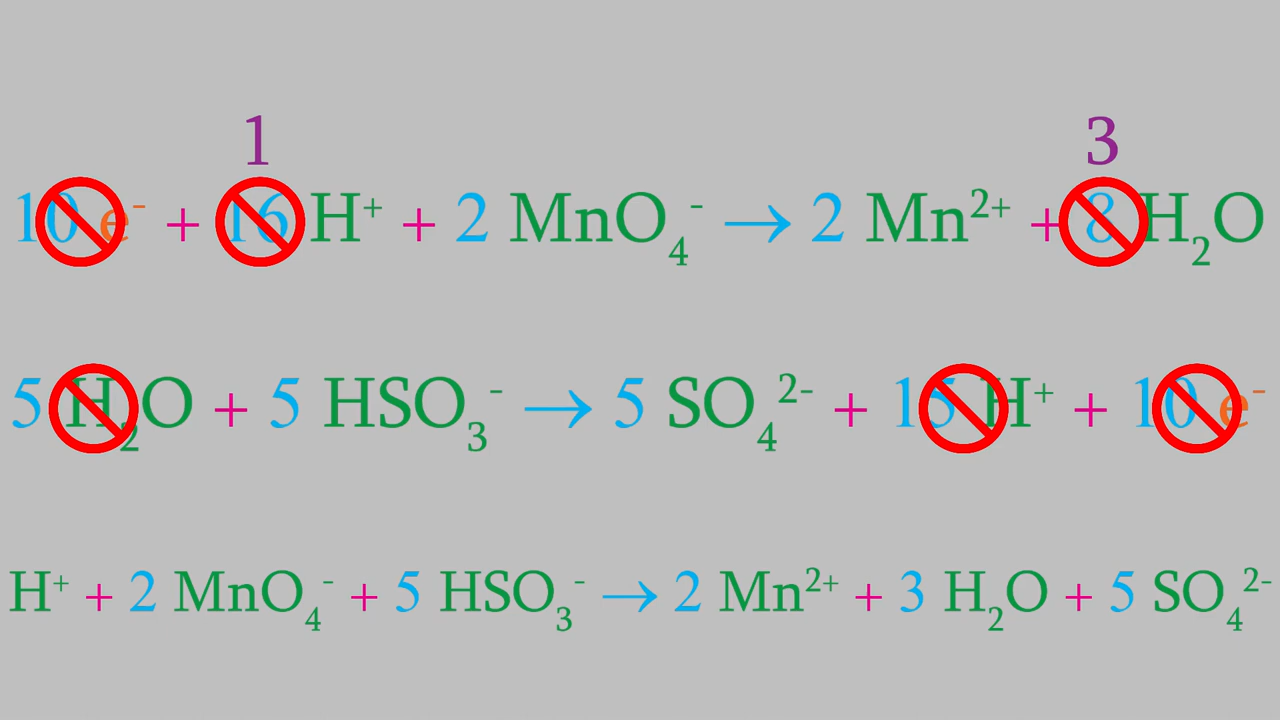 1 3
10 e⁻ + 16 H⁺ + 2 MnO₄⁻ → 2 Mn²⁺ + 8 H₂O
5 H₂O + 5 HSO₃⁻ → 5 SO₄²⁻ + 15 H⁺ + 10 e⁻
H⁺ + 2 MnO₄⁻ + 5 HSO₃⁻ → 2 Mn²⁺ + 3 H₂O + 5 SO₄²⁻